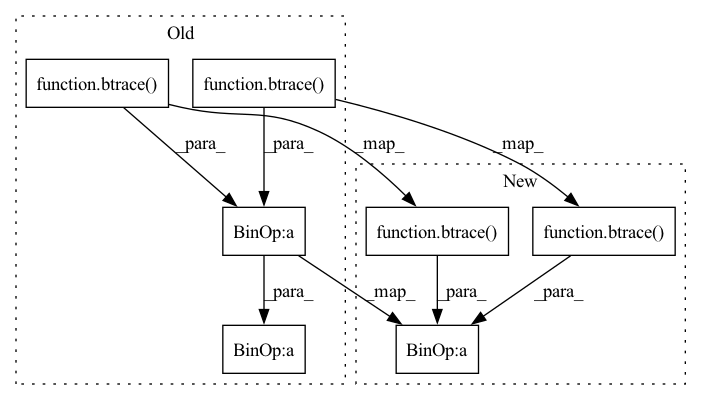 Old
function.btrace()
function.btrace()
_para_
_para_
_map_
_map_
New
BinOp:a
function.btrace()
function.btrace()
_para_
_map_
_para_
_para_
BinOp:a
BinOp:a